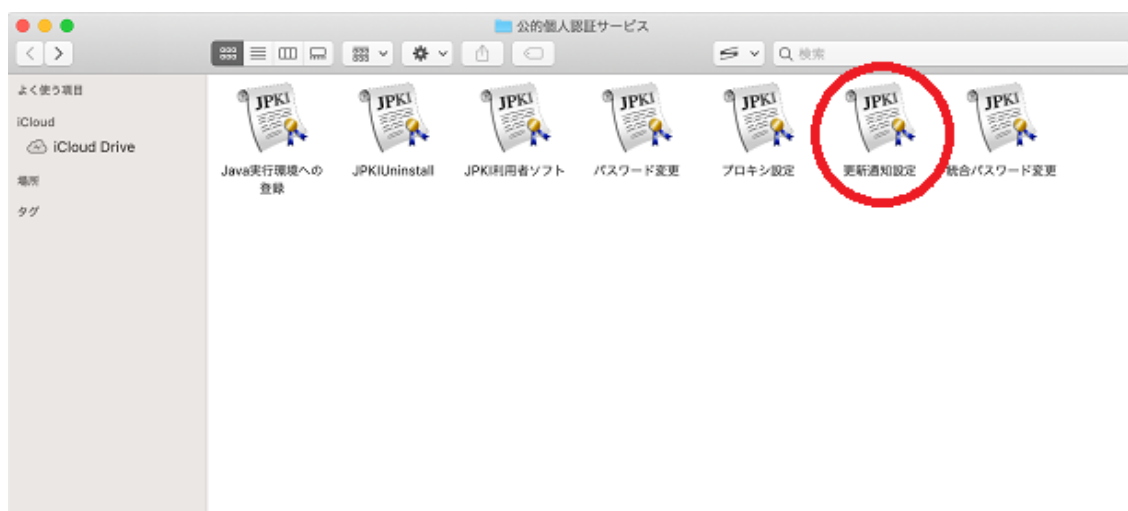 公的個人認証サービス
検索
よく使う項目
iCloud
iCloud Drive
場所
タグ
JPKI
JPKI
JPKI
JPKI
JPKI
JPKI
JPKI
Java実行環境への
登録
JPKIUninstall
JPKI利用者ソフト
パスワード変更
プロキシ設定
更新通知設定
統合パスワード変更